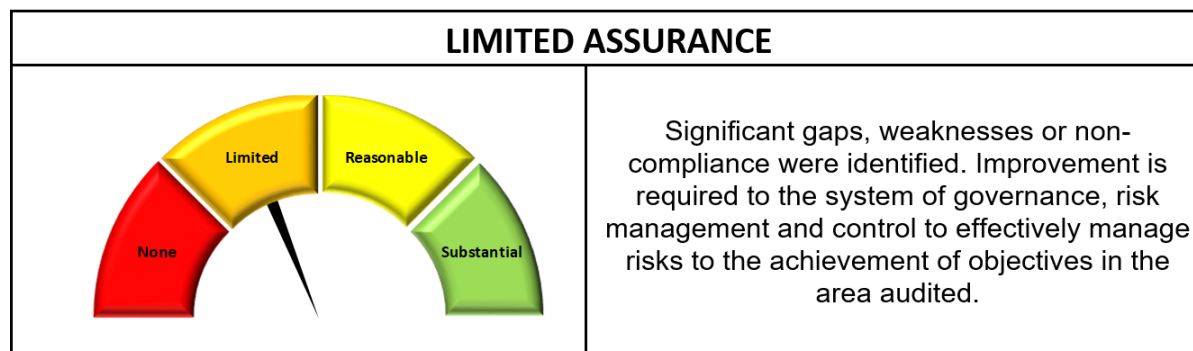 LIMITED ASSURANCE
Limited
Reasonable
None
Substantial
Significant gaps, weaknesses or non-
compliance were identified. Improvement is
required to the system of governance, risk
management and control to effectively manage
risks to the achievement of objectives in the
area audited.